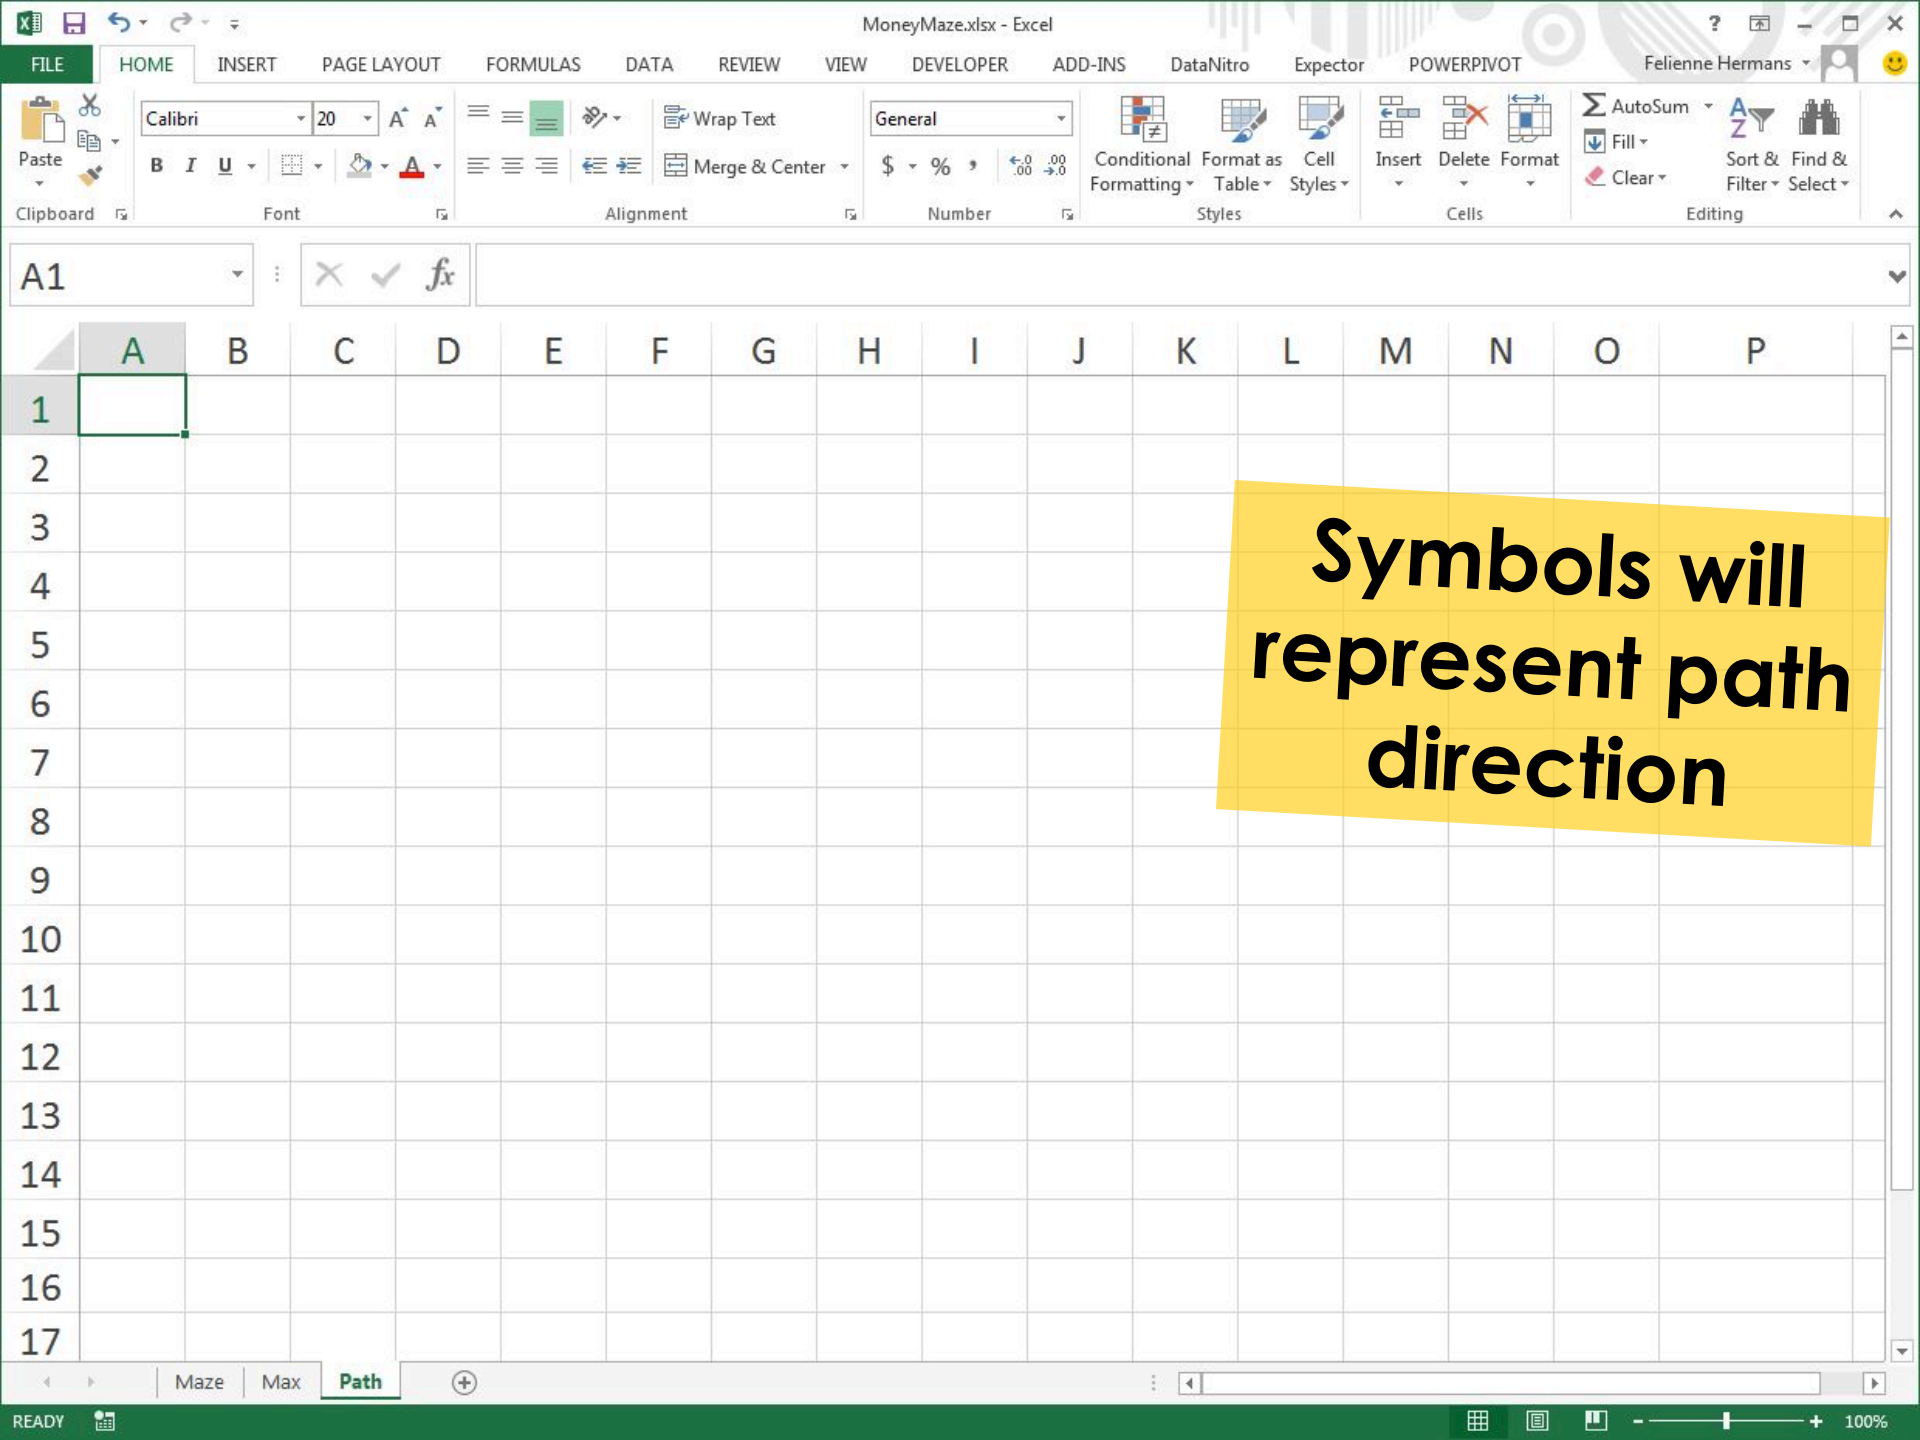 MoneyMaze.xlsx - Excel
?
FILE HOME INSERT PAGE LAYOUT FORMULAS DATA REVIEW VIEW DEVELOPER ADD-INS DataNitro Expector POWERPIVOT Felienne Hermans
Calibri 20 A A Wrap Text General AutoSum
Paste B I U A Merge & Center $ % , Conditional Formatting Format as Table Cell Styles Insert Delete Format Fill Clear Sort & Filter Find & Select
Clipboard Font Alignment Number Styles Cells Editing
A1 fx
A B C D E F G H I J K L M N O P
1
2
3
4
5
6
7
8
9
10
11
12
13
14
15
16
17
Symbols will
represent path
direction
Maze Max Path
READY 100%